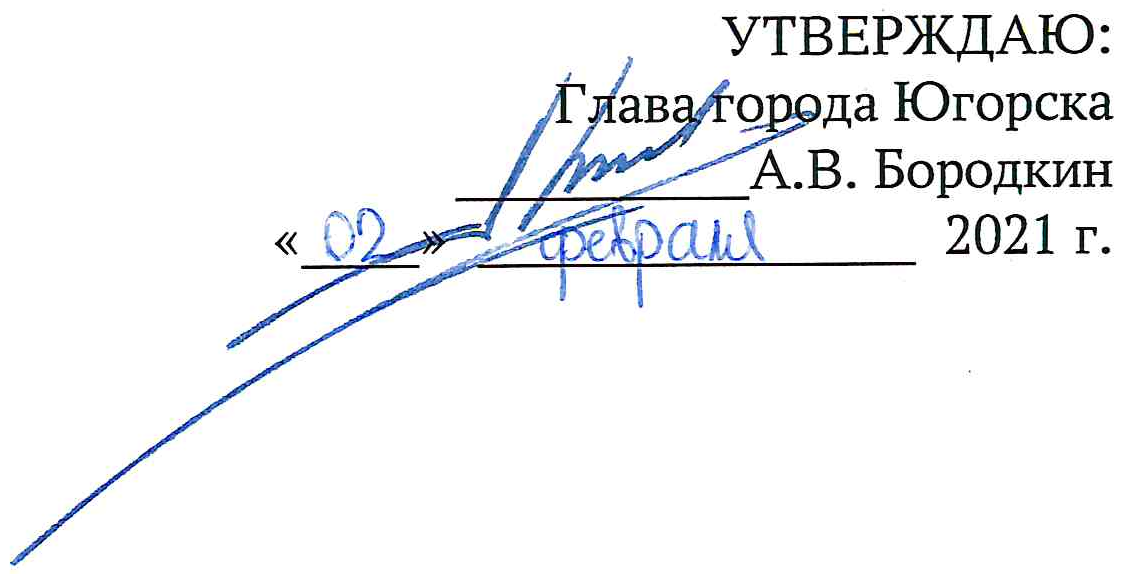 УТВЕРЖДАЮ:
Глава города Югорска
А.В. Бородкин
« 02 » февраля 2021 г.